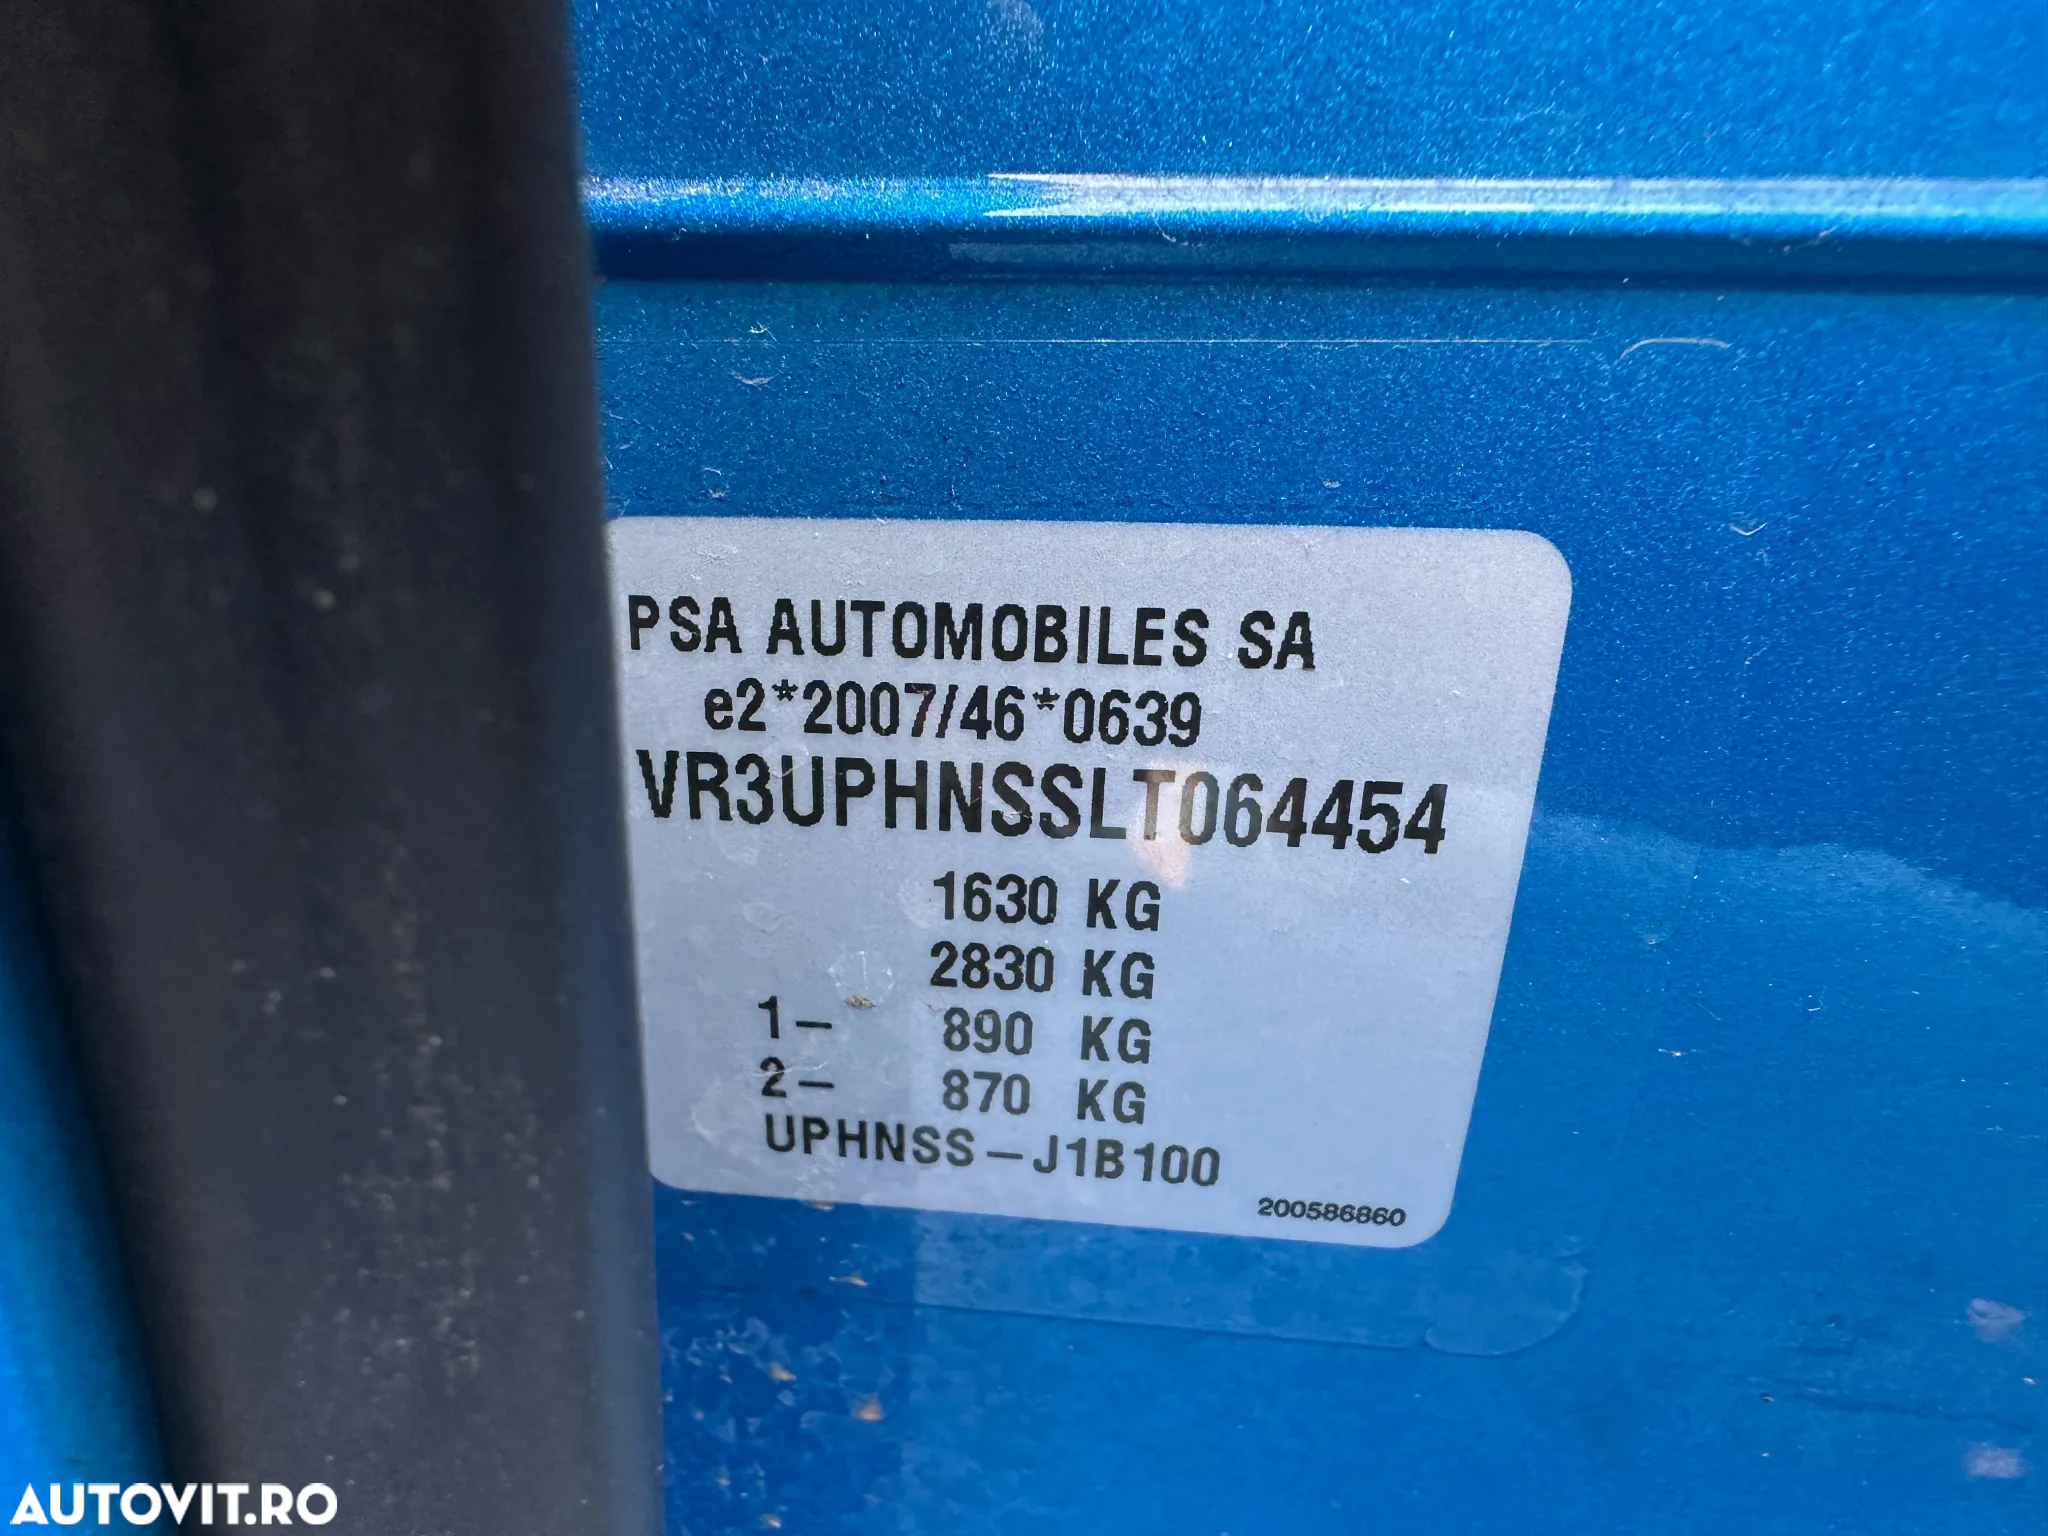 PSA AUTOMOBILES SA
e2*2007/46*0639
VR3UPHNSSLT064454
1630 KG
2830 KG
1- 890 KG
2- 870 KG
UPHNSS-J1B100
200586860
AUTOVIT.RO